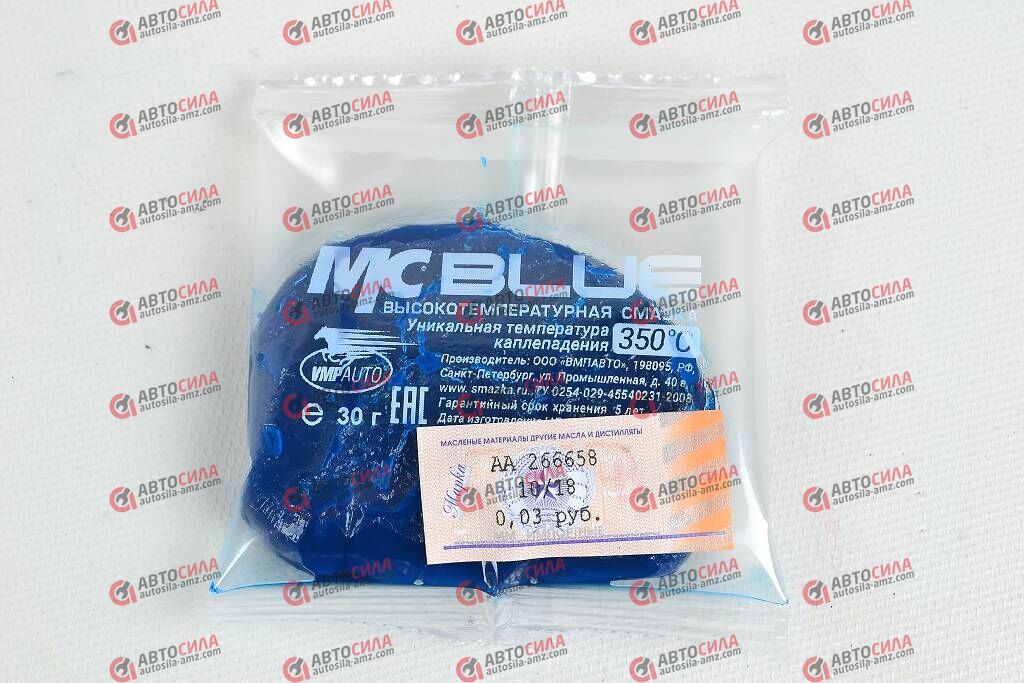 MC BLUE
ВЫСОКОТЕМПЕРАТУРНАЯ
Уникальная температура
каплепадения 350°C
Производитель: ООО «ВМПАВТО», 198095, РФ,
Санкт-Петербург, ул. Промышленная, д. 40 а
www.smazka.ru, ТУ 0254-029-45540231-2008
Гарантийный срок хранения 5 лет
Дата
VMPAUTO
℮ 30 г EAC
МАСЛЕНЫЕ МАТЕРИАЛЫ ДРУГИЕ МАСЛА И ДИСТИЛЛЯТЫ
Марка
АА 266658
10/18
0,03 руб.
АВТОСИЛА
autosila-amz.com